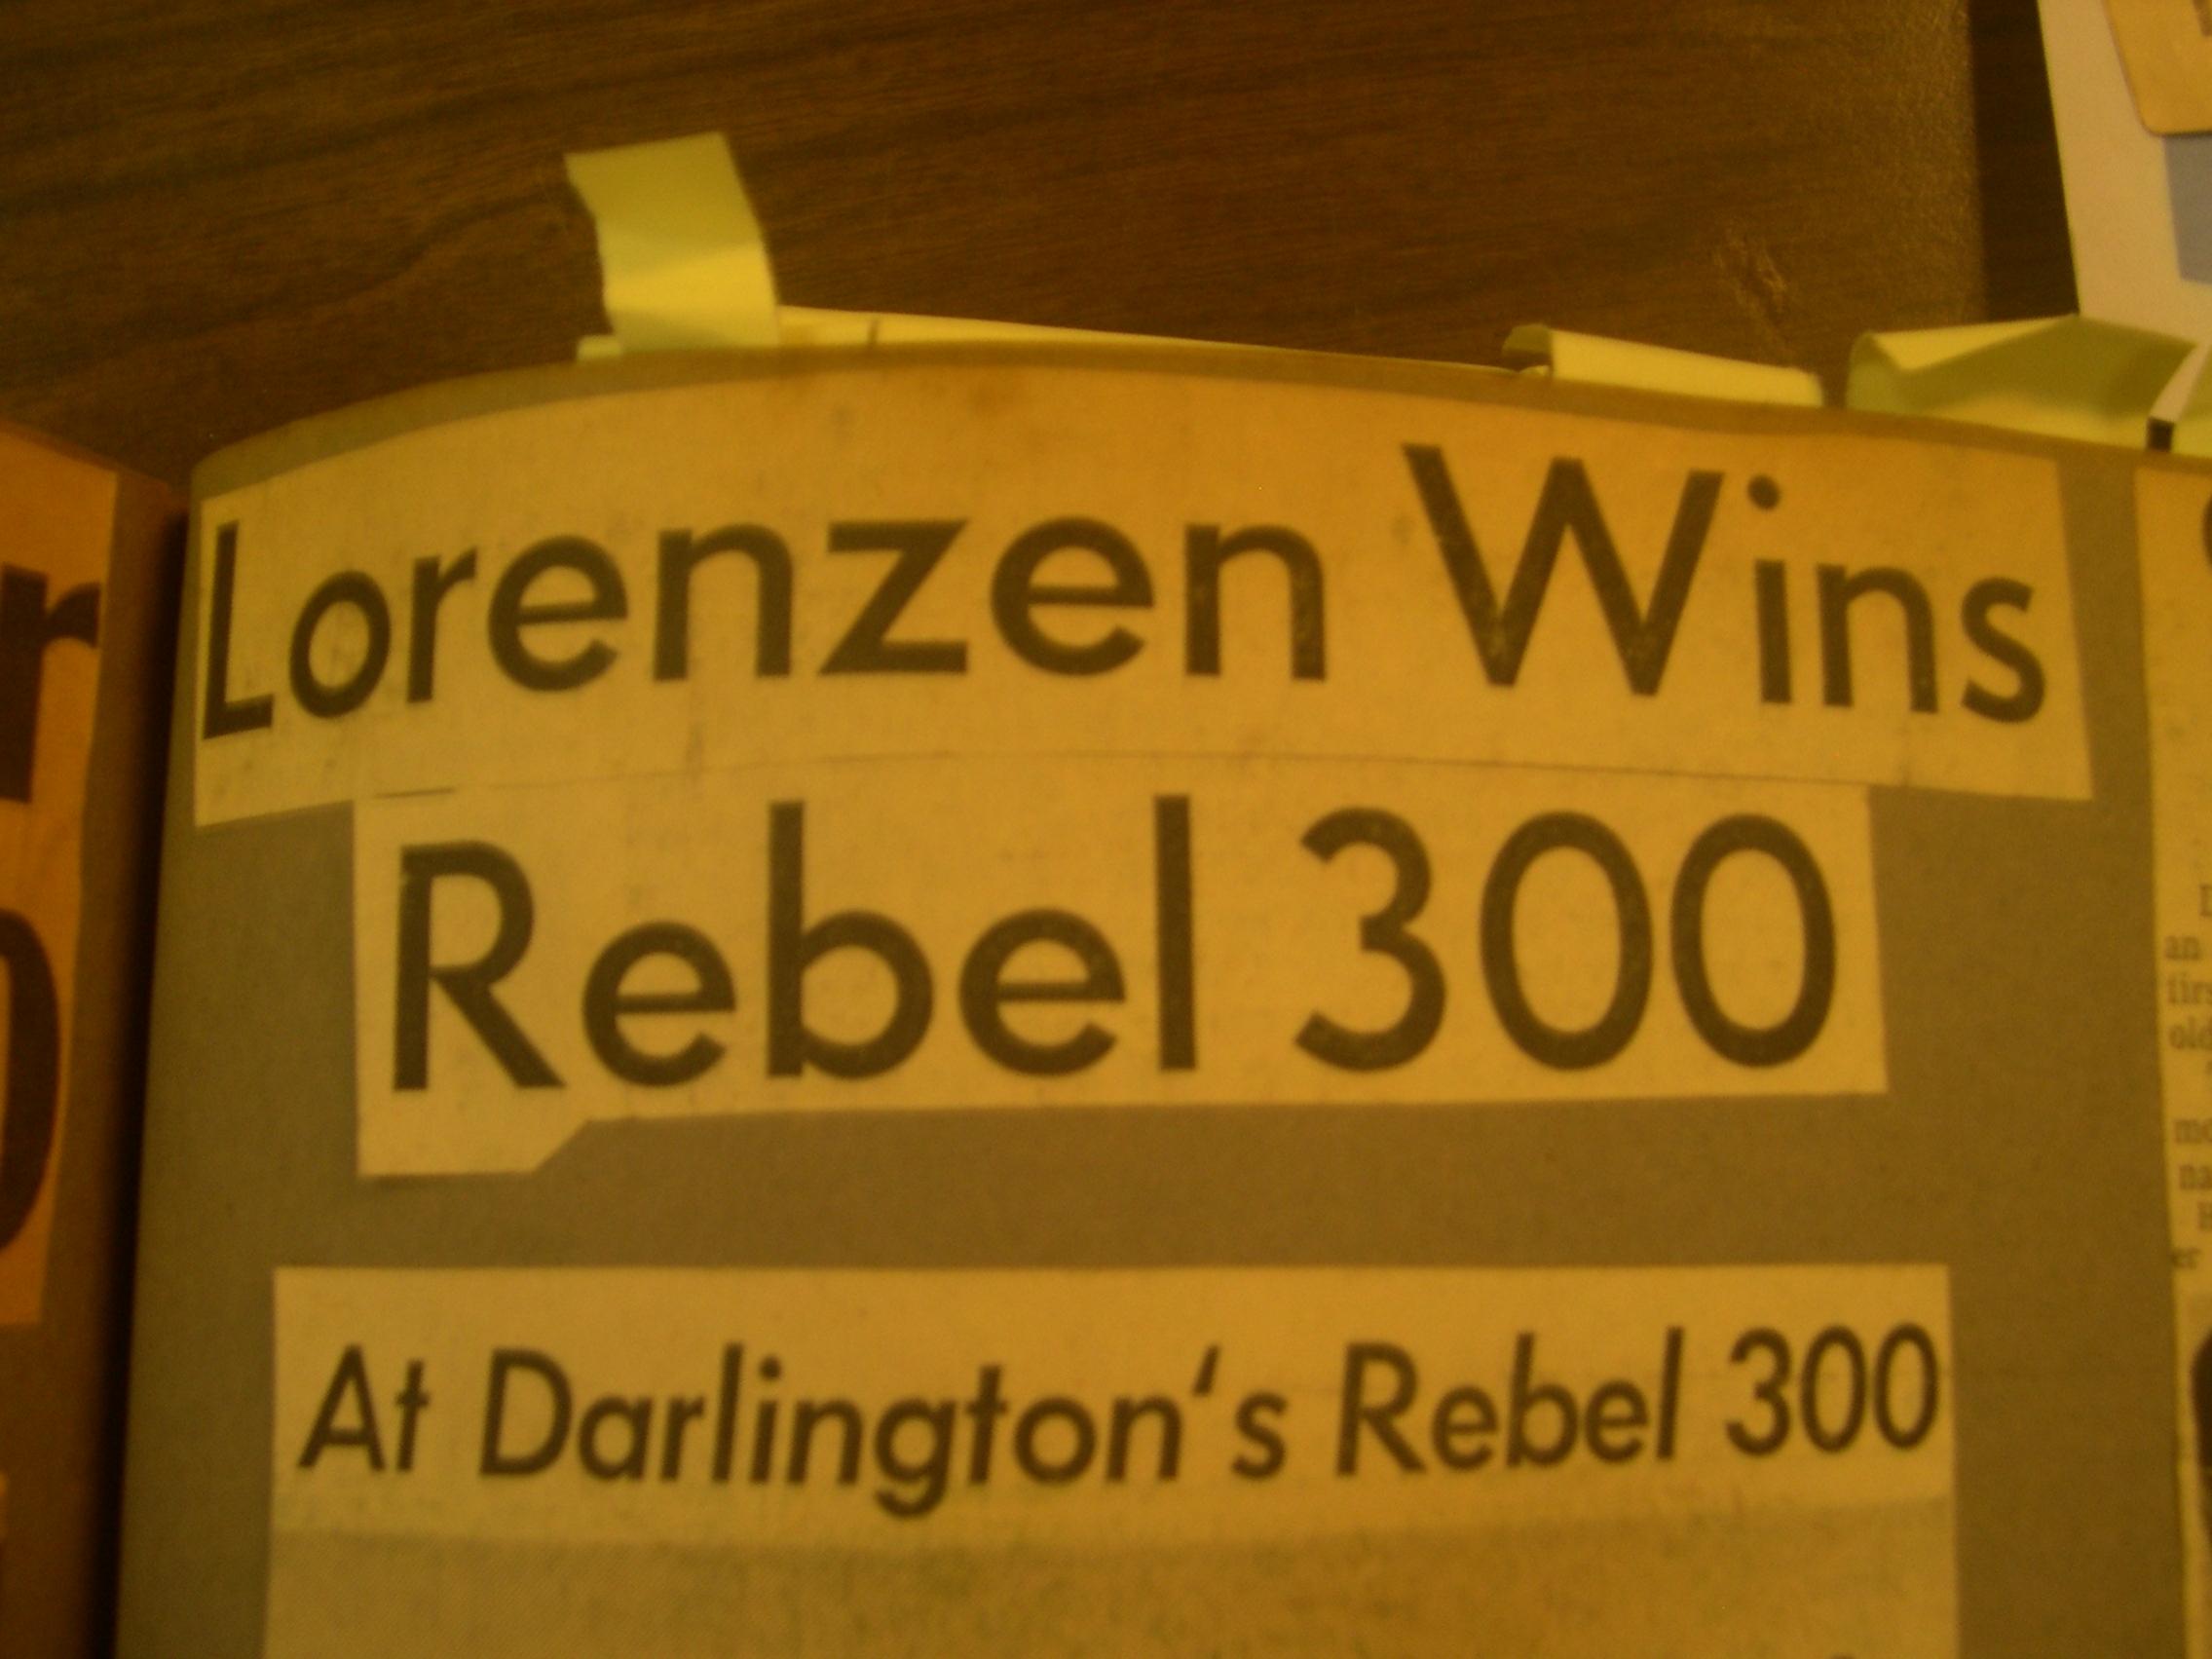 Lorenzen Wins
Rebel 300
At Darlington's Rebel 300